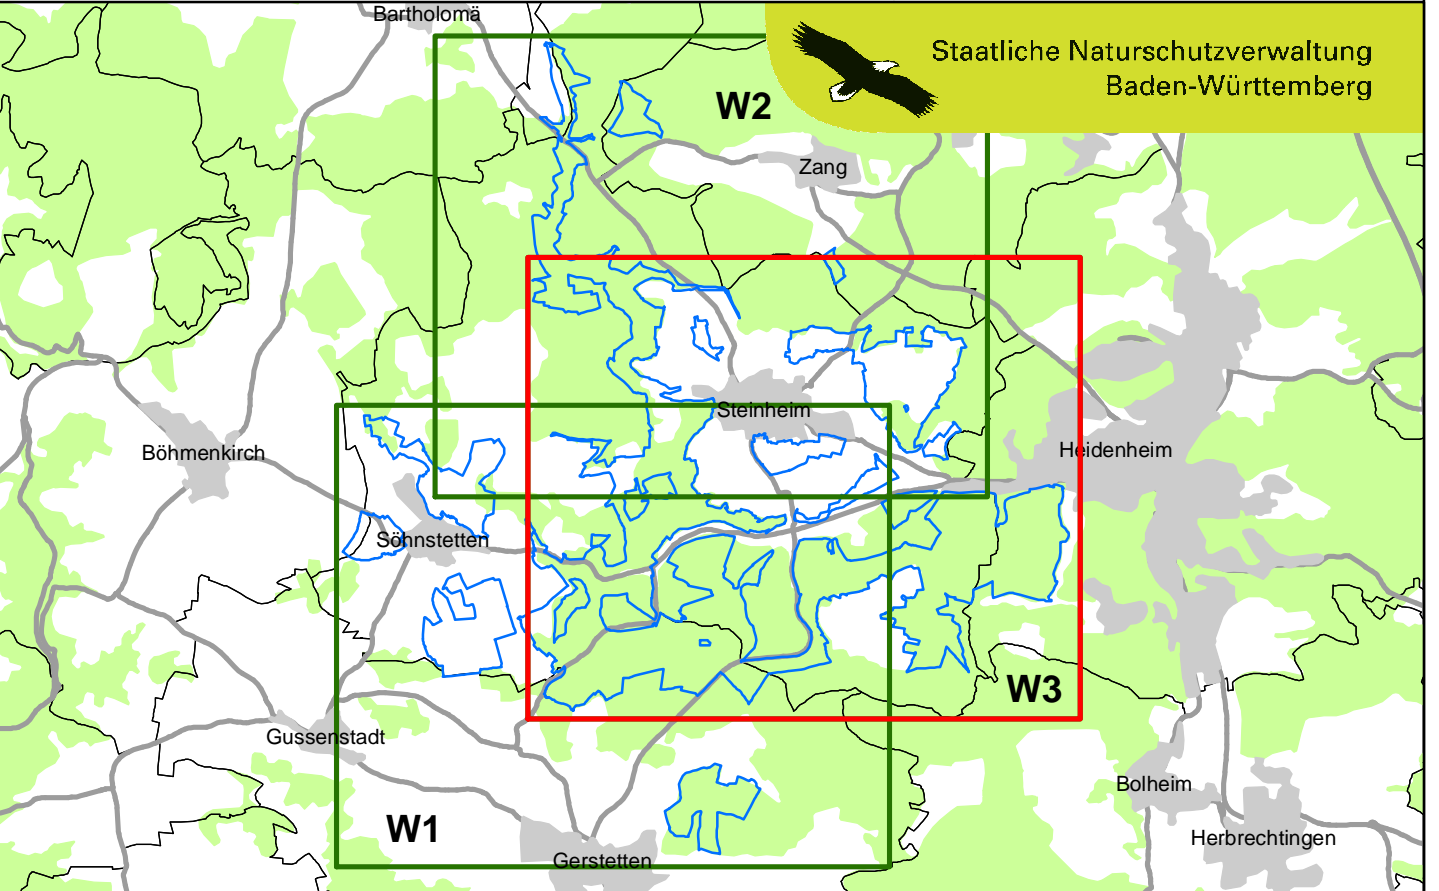 Bartholomä
Staatliche Naturschutzverwaltung
Baden-Württemberg
W2
Zang
Steinheim
Heidenheim
Böhmenkirch
Söhnstetten
W3
Gussenstadt
Bolheim
W1
Herbrechtingen
Gerstetten